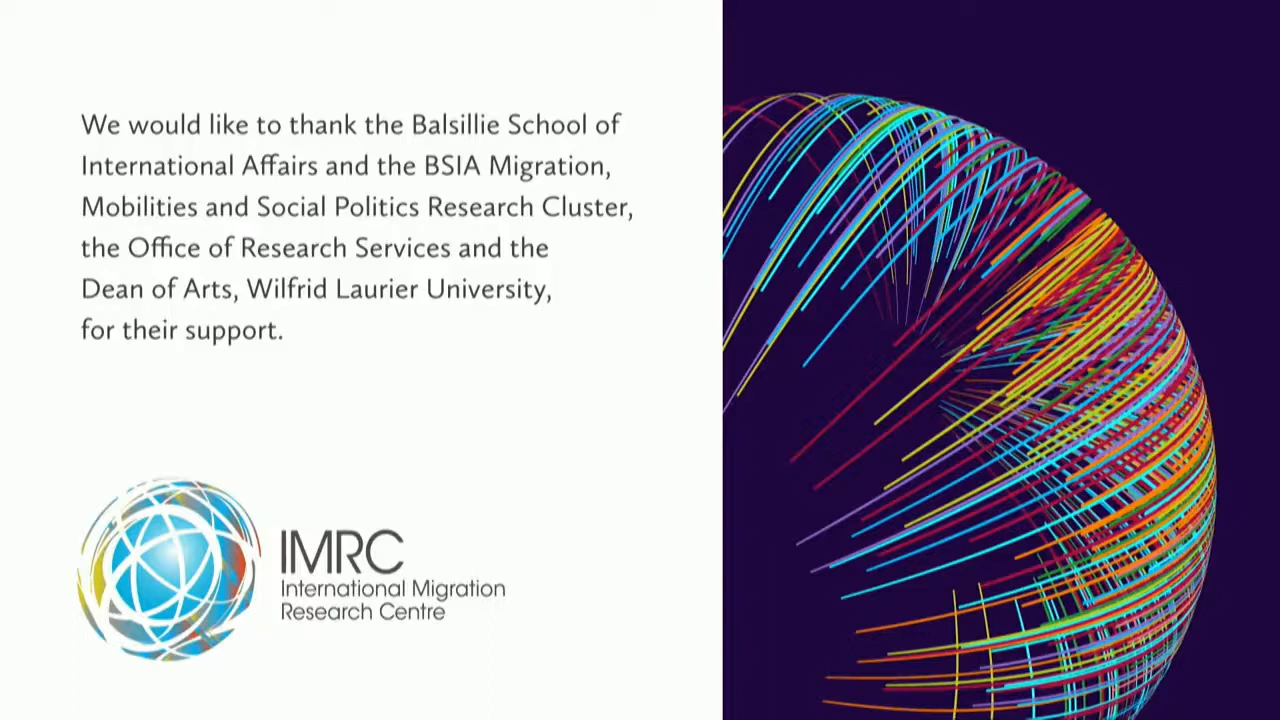 We would like to thank the Balsillie School of
International Affairs and the BSIA Migration,
Mobilities and Social Politics Research Cluster,
the Office of Research Services and the
Dean of Arts, Wilfrid Laurier University,
for their support.
IMRC
International Migration
Research Centre